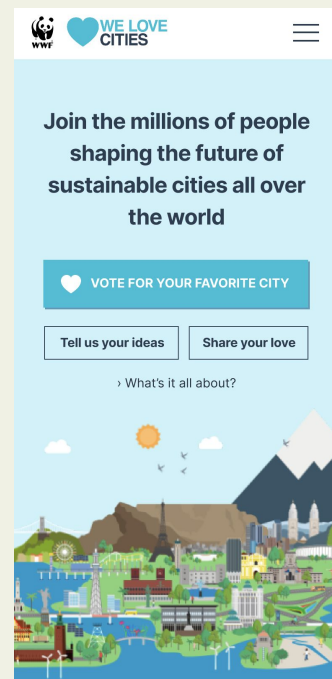 WWF
WE LOVE
CITIES
Join the millions of people
shaping the future of
sustainable cities all over
the world
VOTE FOR YOUR FAVORITE CITY
Tell us your ideas
Share your love
› What's it all about?